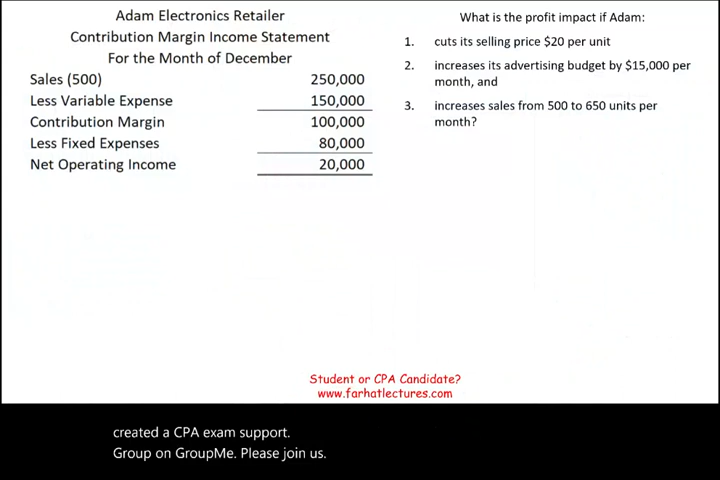 Adam Electronics Retailer
Contribution Margin Income Statement
For the Month of December
Sales (500) 250,000
Less Variable Expense 150,000
Contribution Margin 100,000
Less Fixed Expenses 80,000
Net Operating Income 20,000
What is the profit impact if Adam:
1. cuts its selling price $20 per unit
2. increases its advertising budget by $15,000 per
month, and
3. increases sales from 500 to 650 units per
month?
Student or CPA Candidate?
www.farhatlectures.com
created a CPA exam support.
Group on GroupMe. Please join us.